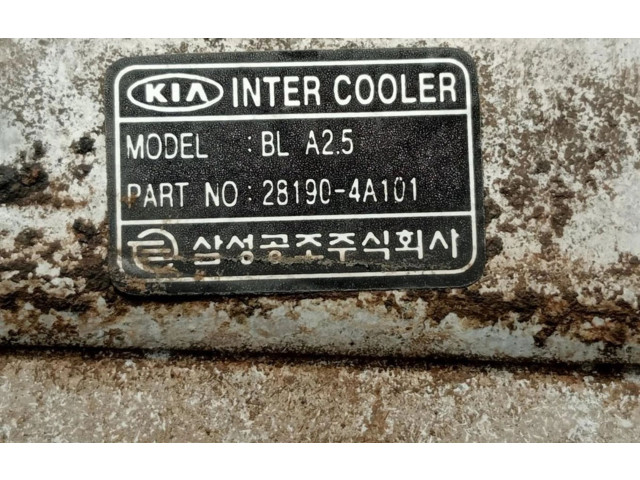 KIA INTER COOLER
MODEL : BL A2.5
PART NO : 28190-4A101
삼성공조주식회사